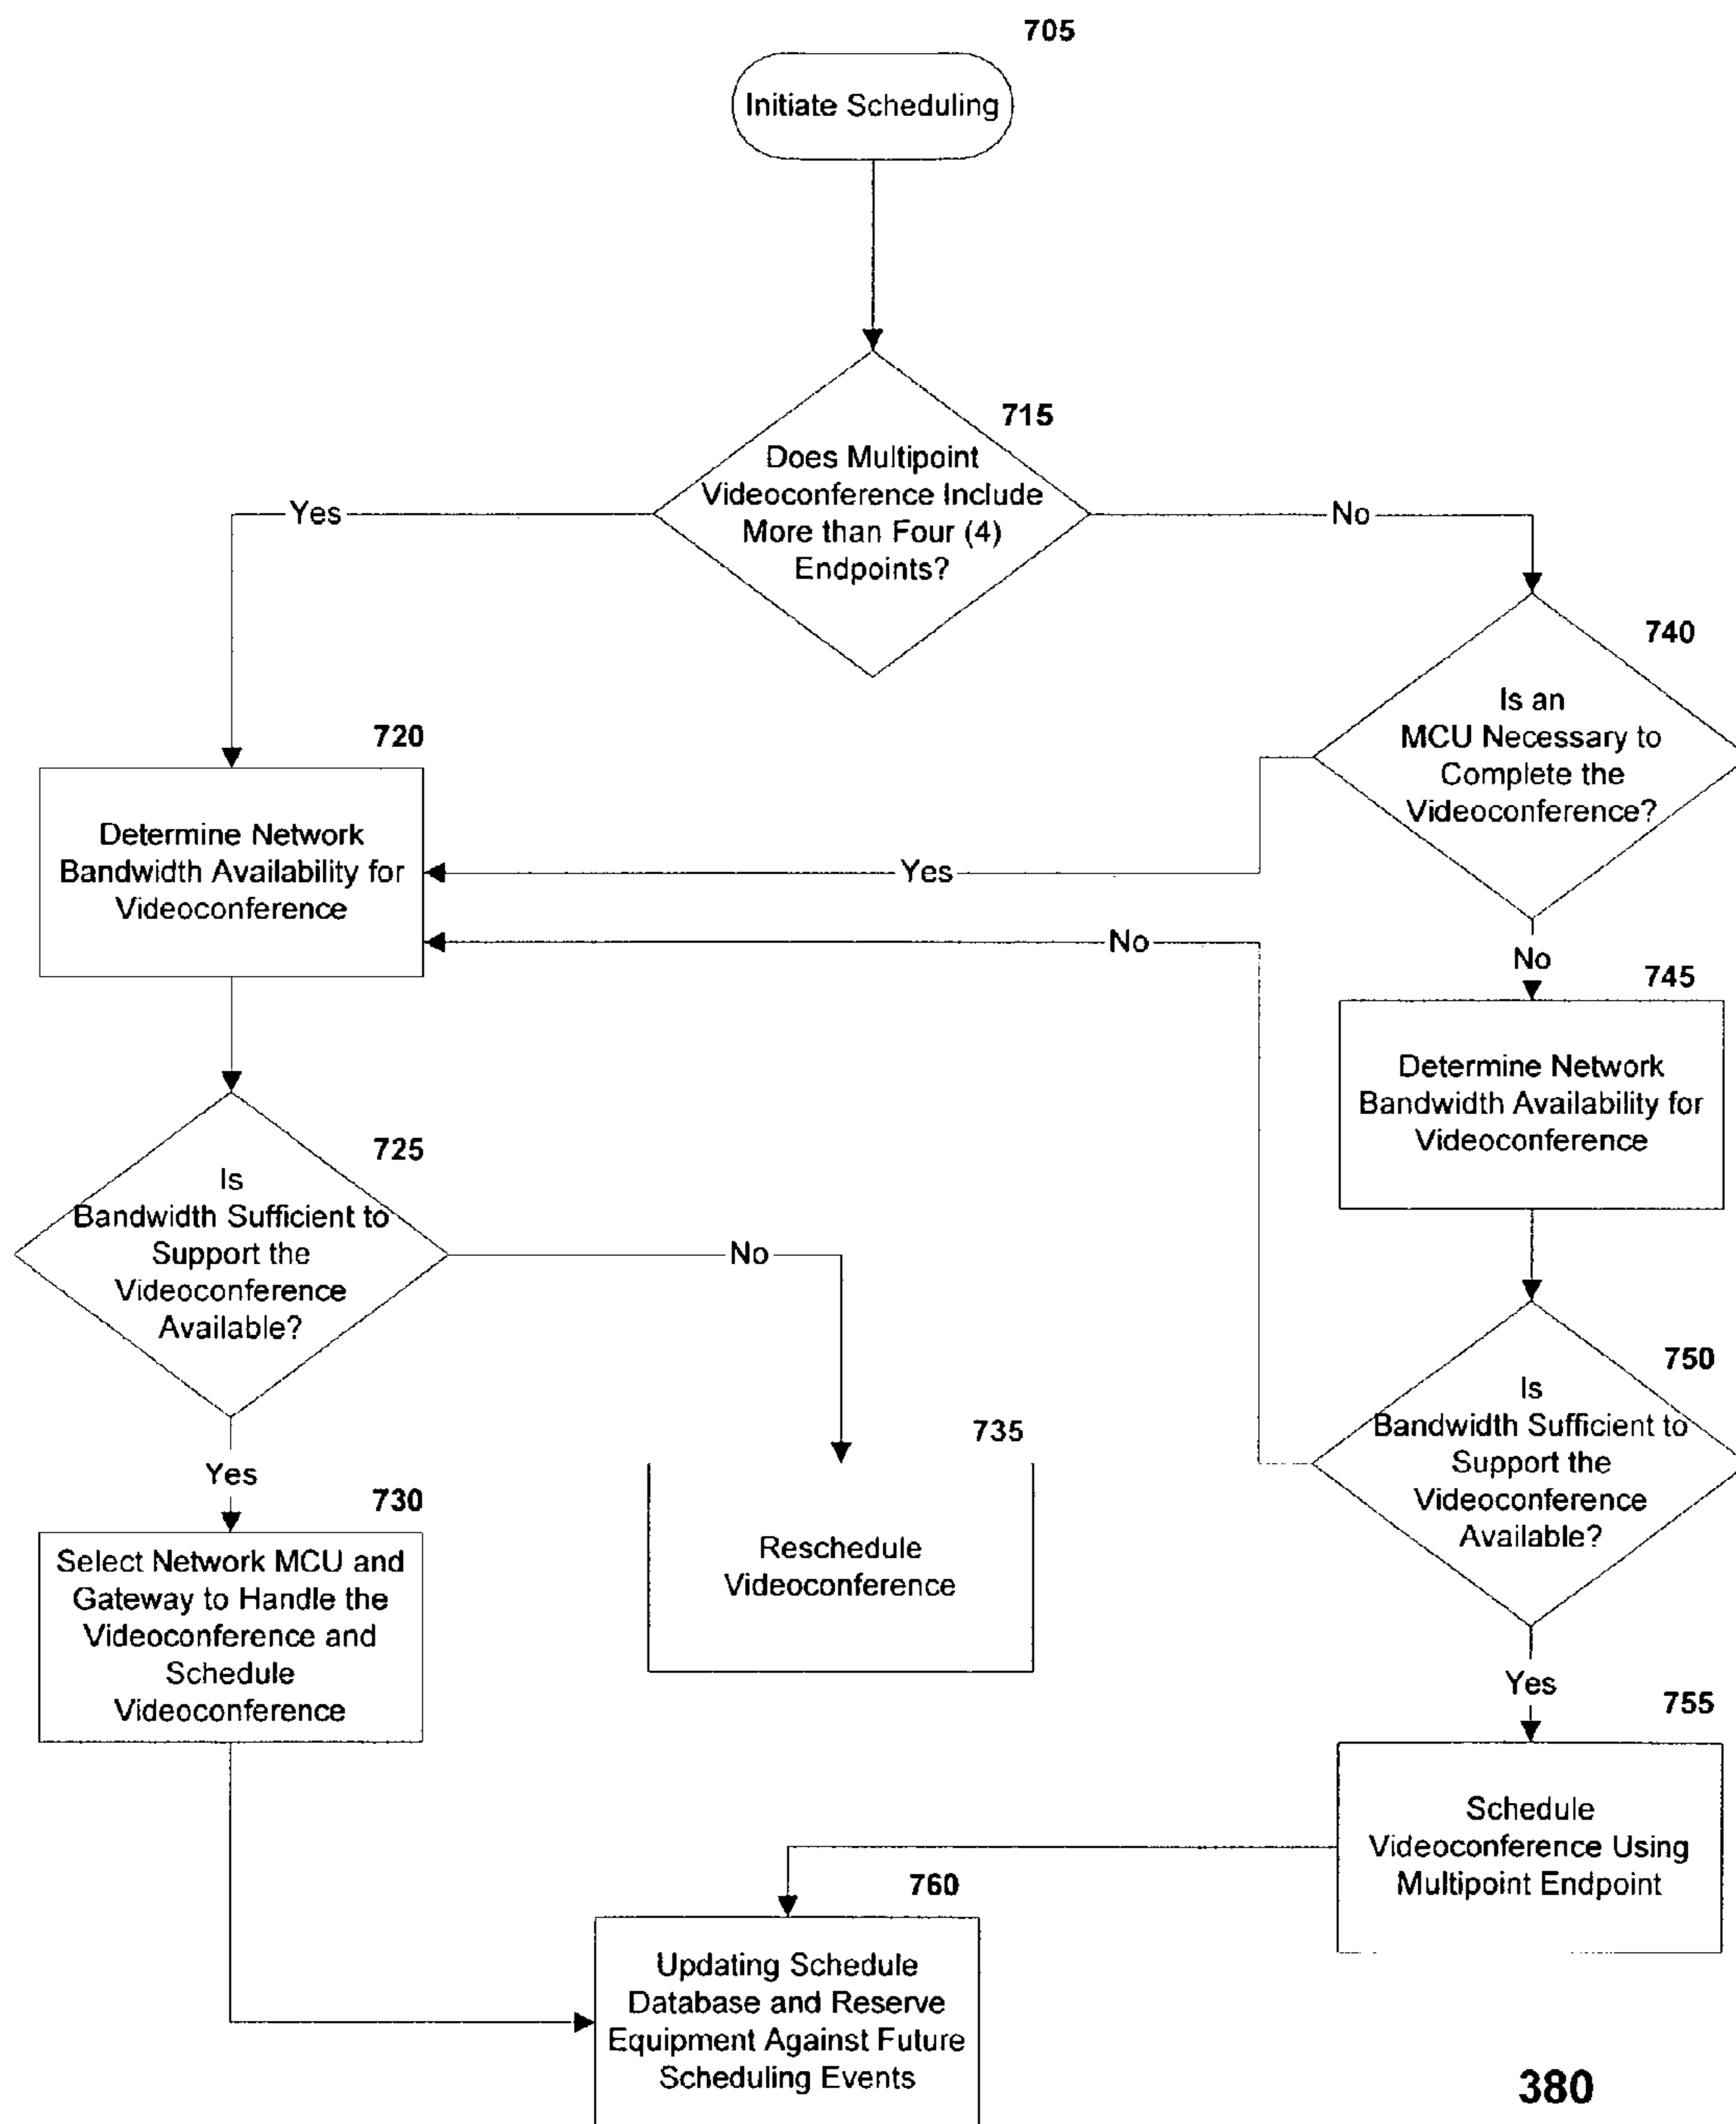 705
Initiate Scheduling
715
Does Multipoint
Videoconference Include
More than Four (4)
Endpoints?
Yes
No
740
Is an
MCU Necessary to
Complete the
Videoconference?
720
Determine Network
Bandwidth Availability for
Videoconference
Yes
No
No
745
Determine Network
Bandwidth Availability for
Videoconference
725
Is
Bandwidth Sufficient to
Support the
Videoconference
Available?
No
Yes
750
Is
Bandwidth Sufficient to
Support the
Videoconference
Available?
735
Reschedule
Videoconference
730
Select Network MCU and
Gateway to Handle the
Videoconference and
Schedule
Videoconference
Yes
755
Schedule
Videoconference Using
Multipoint Endpoint
760
Updating Schedule
Database and Reserve
Equipment Against Future
Scheduling Events
380